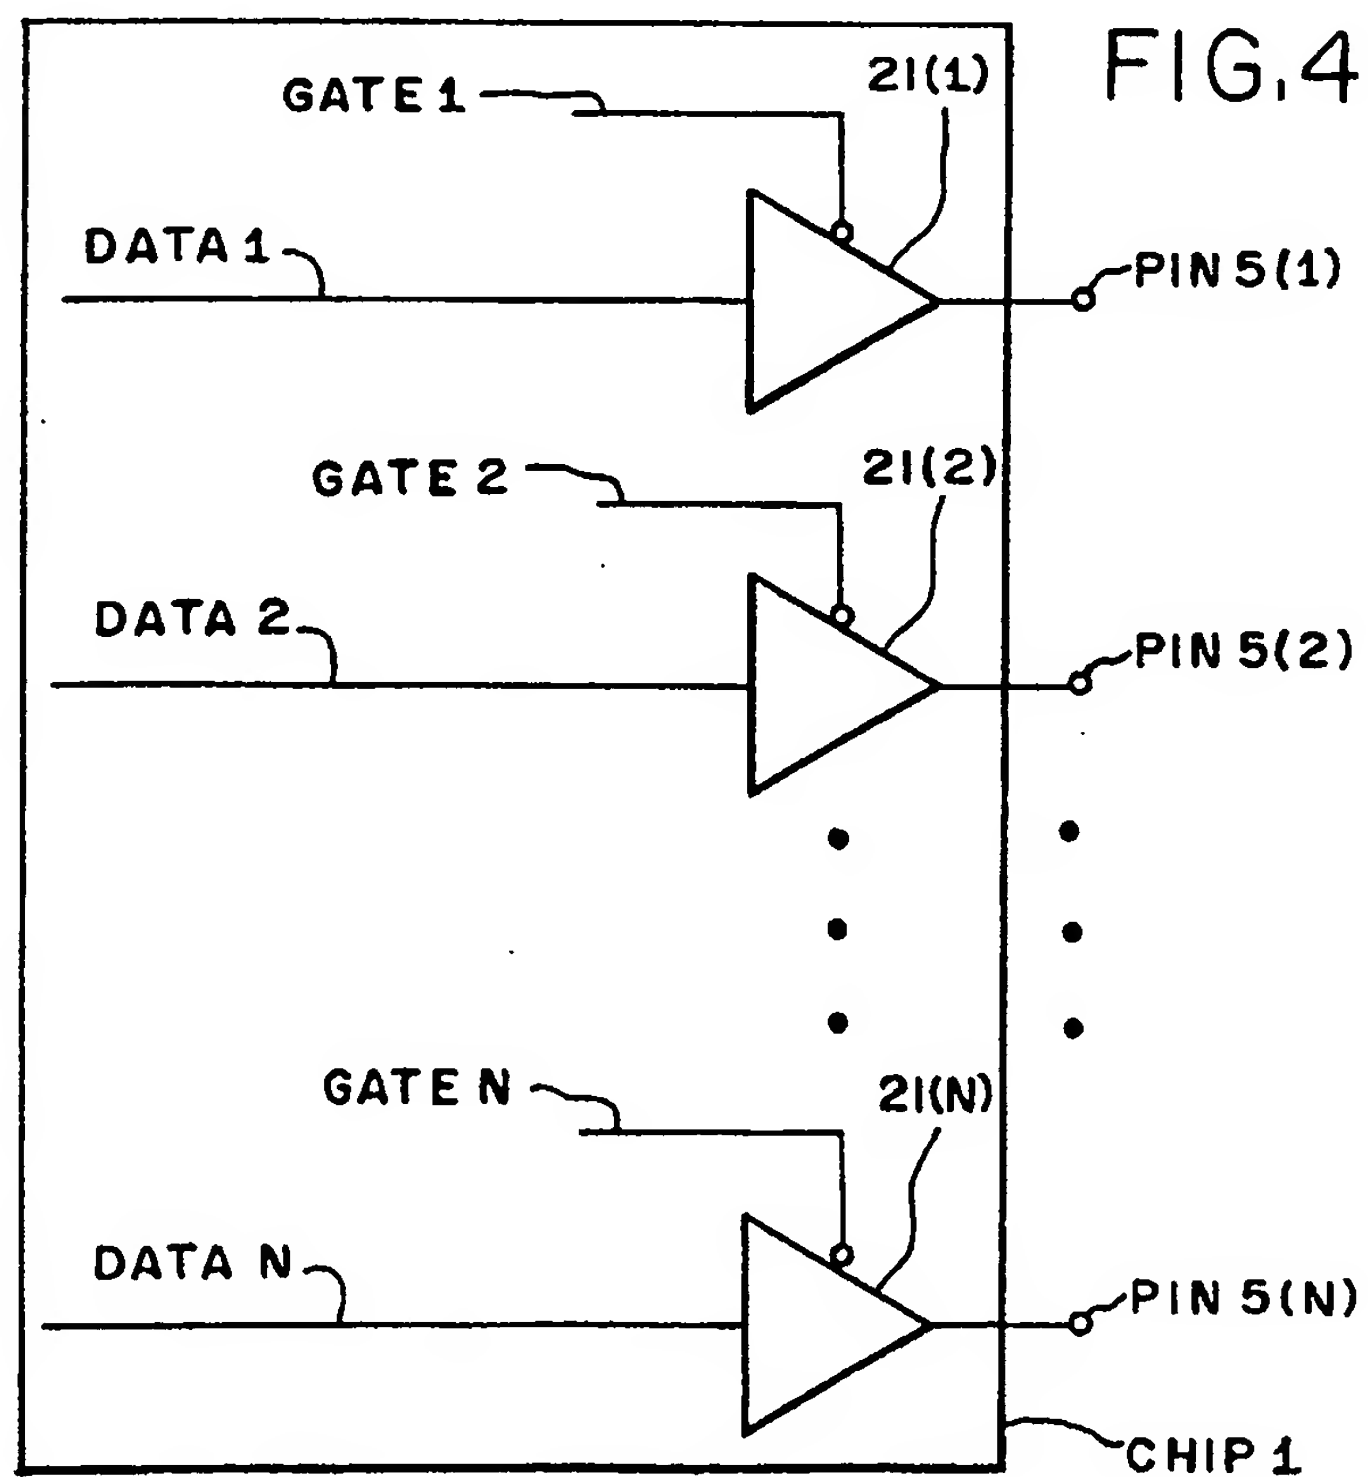 FIG. 4
GATE 1
21(1)
DATA 1
PIN 5(1)
GATE 2
21(2)
DATA 2
PIN 5(2)
GATE N
21(N)
DATA N
PIN 5(N)
CHIP 1